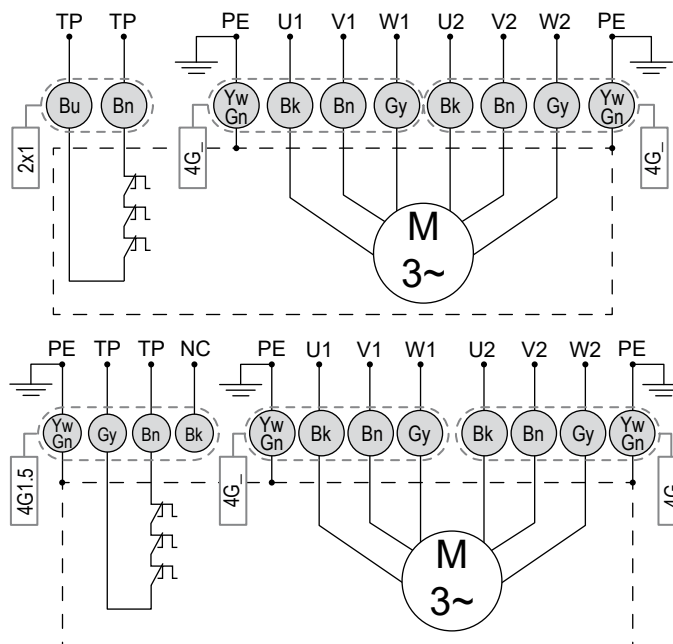 TP TP PE U1 V1 W1 U2 V2 W2 PE
Bu Bn Yw Gn Bk Bn Gy Bk Bn Gy Yw Gn
2x1 4G_ 4G_
M
3~
PE TP TP NC PE U1 V1 W1 U2 V2 W2 PE
Yw Gn Gy Bn Bk Yw Gn Bk Bn Gy Bk Bn Gy Yw Gn
4G1.5 4G_ 4G
M
3~